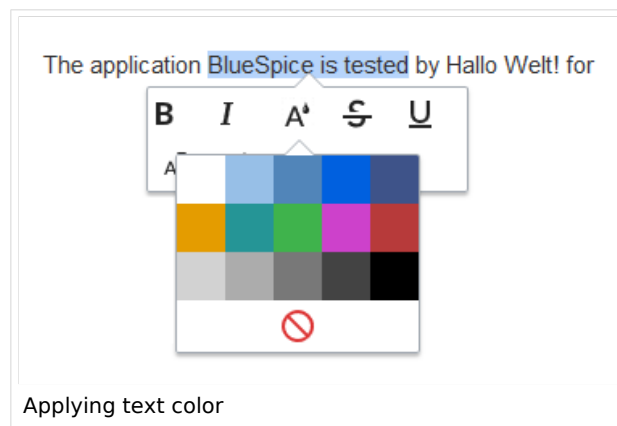 The application BlueSpice is tested by Hallo Welt! for
B I A S U
A
Applying text color